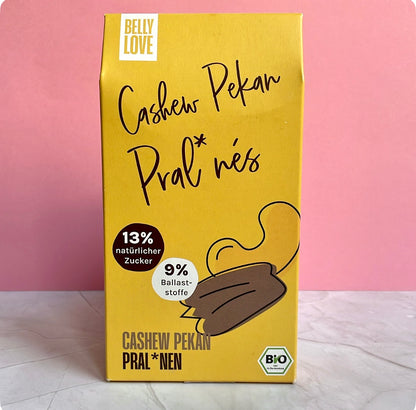 BELLY
LOVE
Cashew Pekan
Pral*nés
13%
natürlicher
Zucker
9%
Ballast-
stoffe
CASHEW PEKAN
PRAL*NEN
BIO